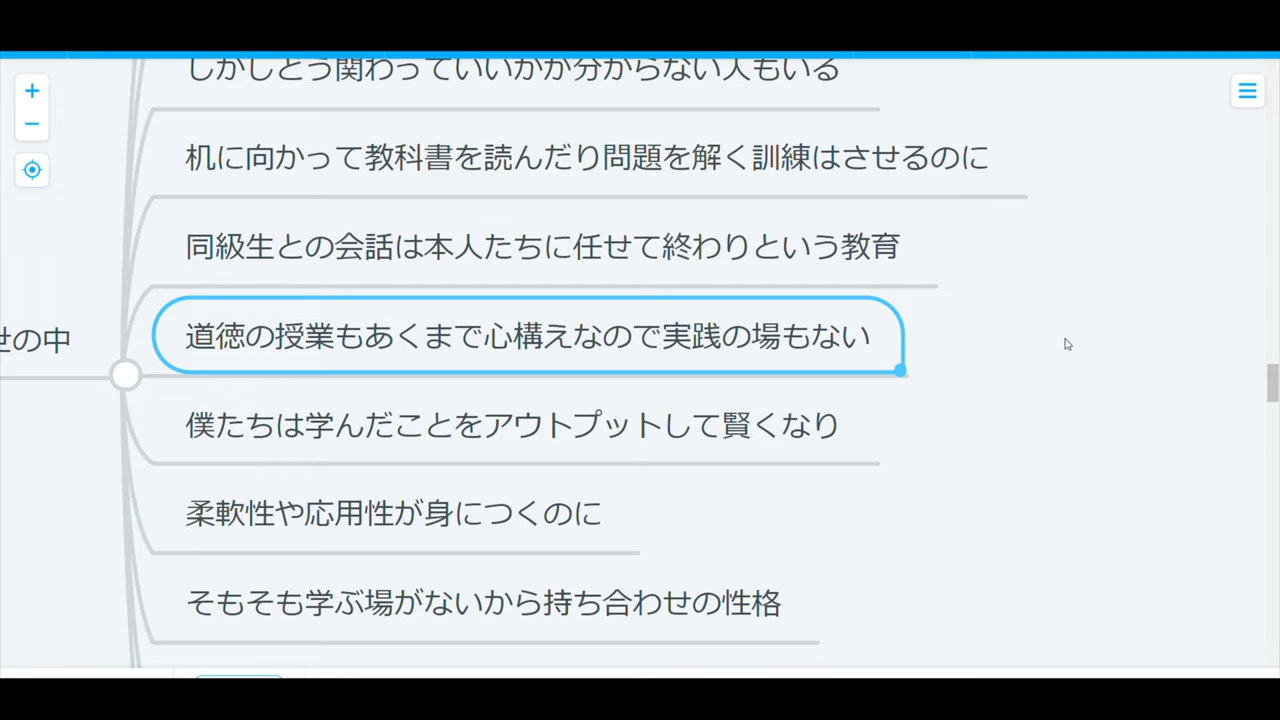 しかしどう関わっていいかが分からない人もいる
机に向かって教科書を読んだり問題を解く訓練はさせるのに
同級生との会話は本人たちに任せて終わりという教育
道徳の授業もあくまで心構えなので実践の場もない
世の中
僕たちは学んだことをアウトプットして賢くなり
柔軟性や応用性が身につくのに
そもそも学ぶ場がないから持ち合わせの性格